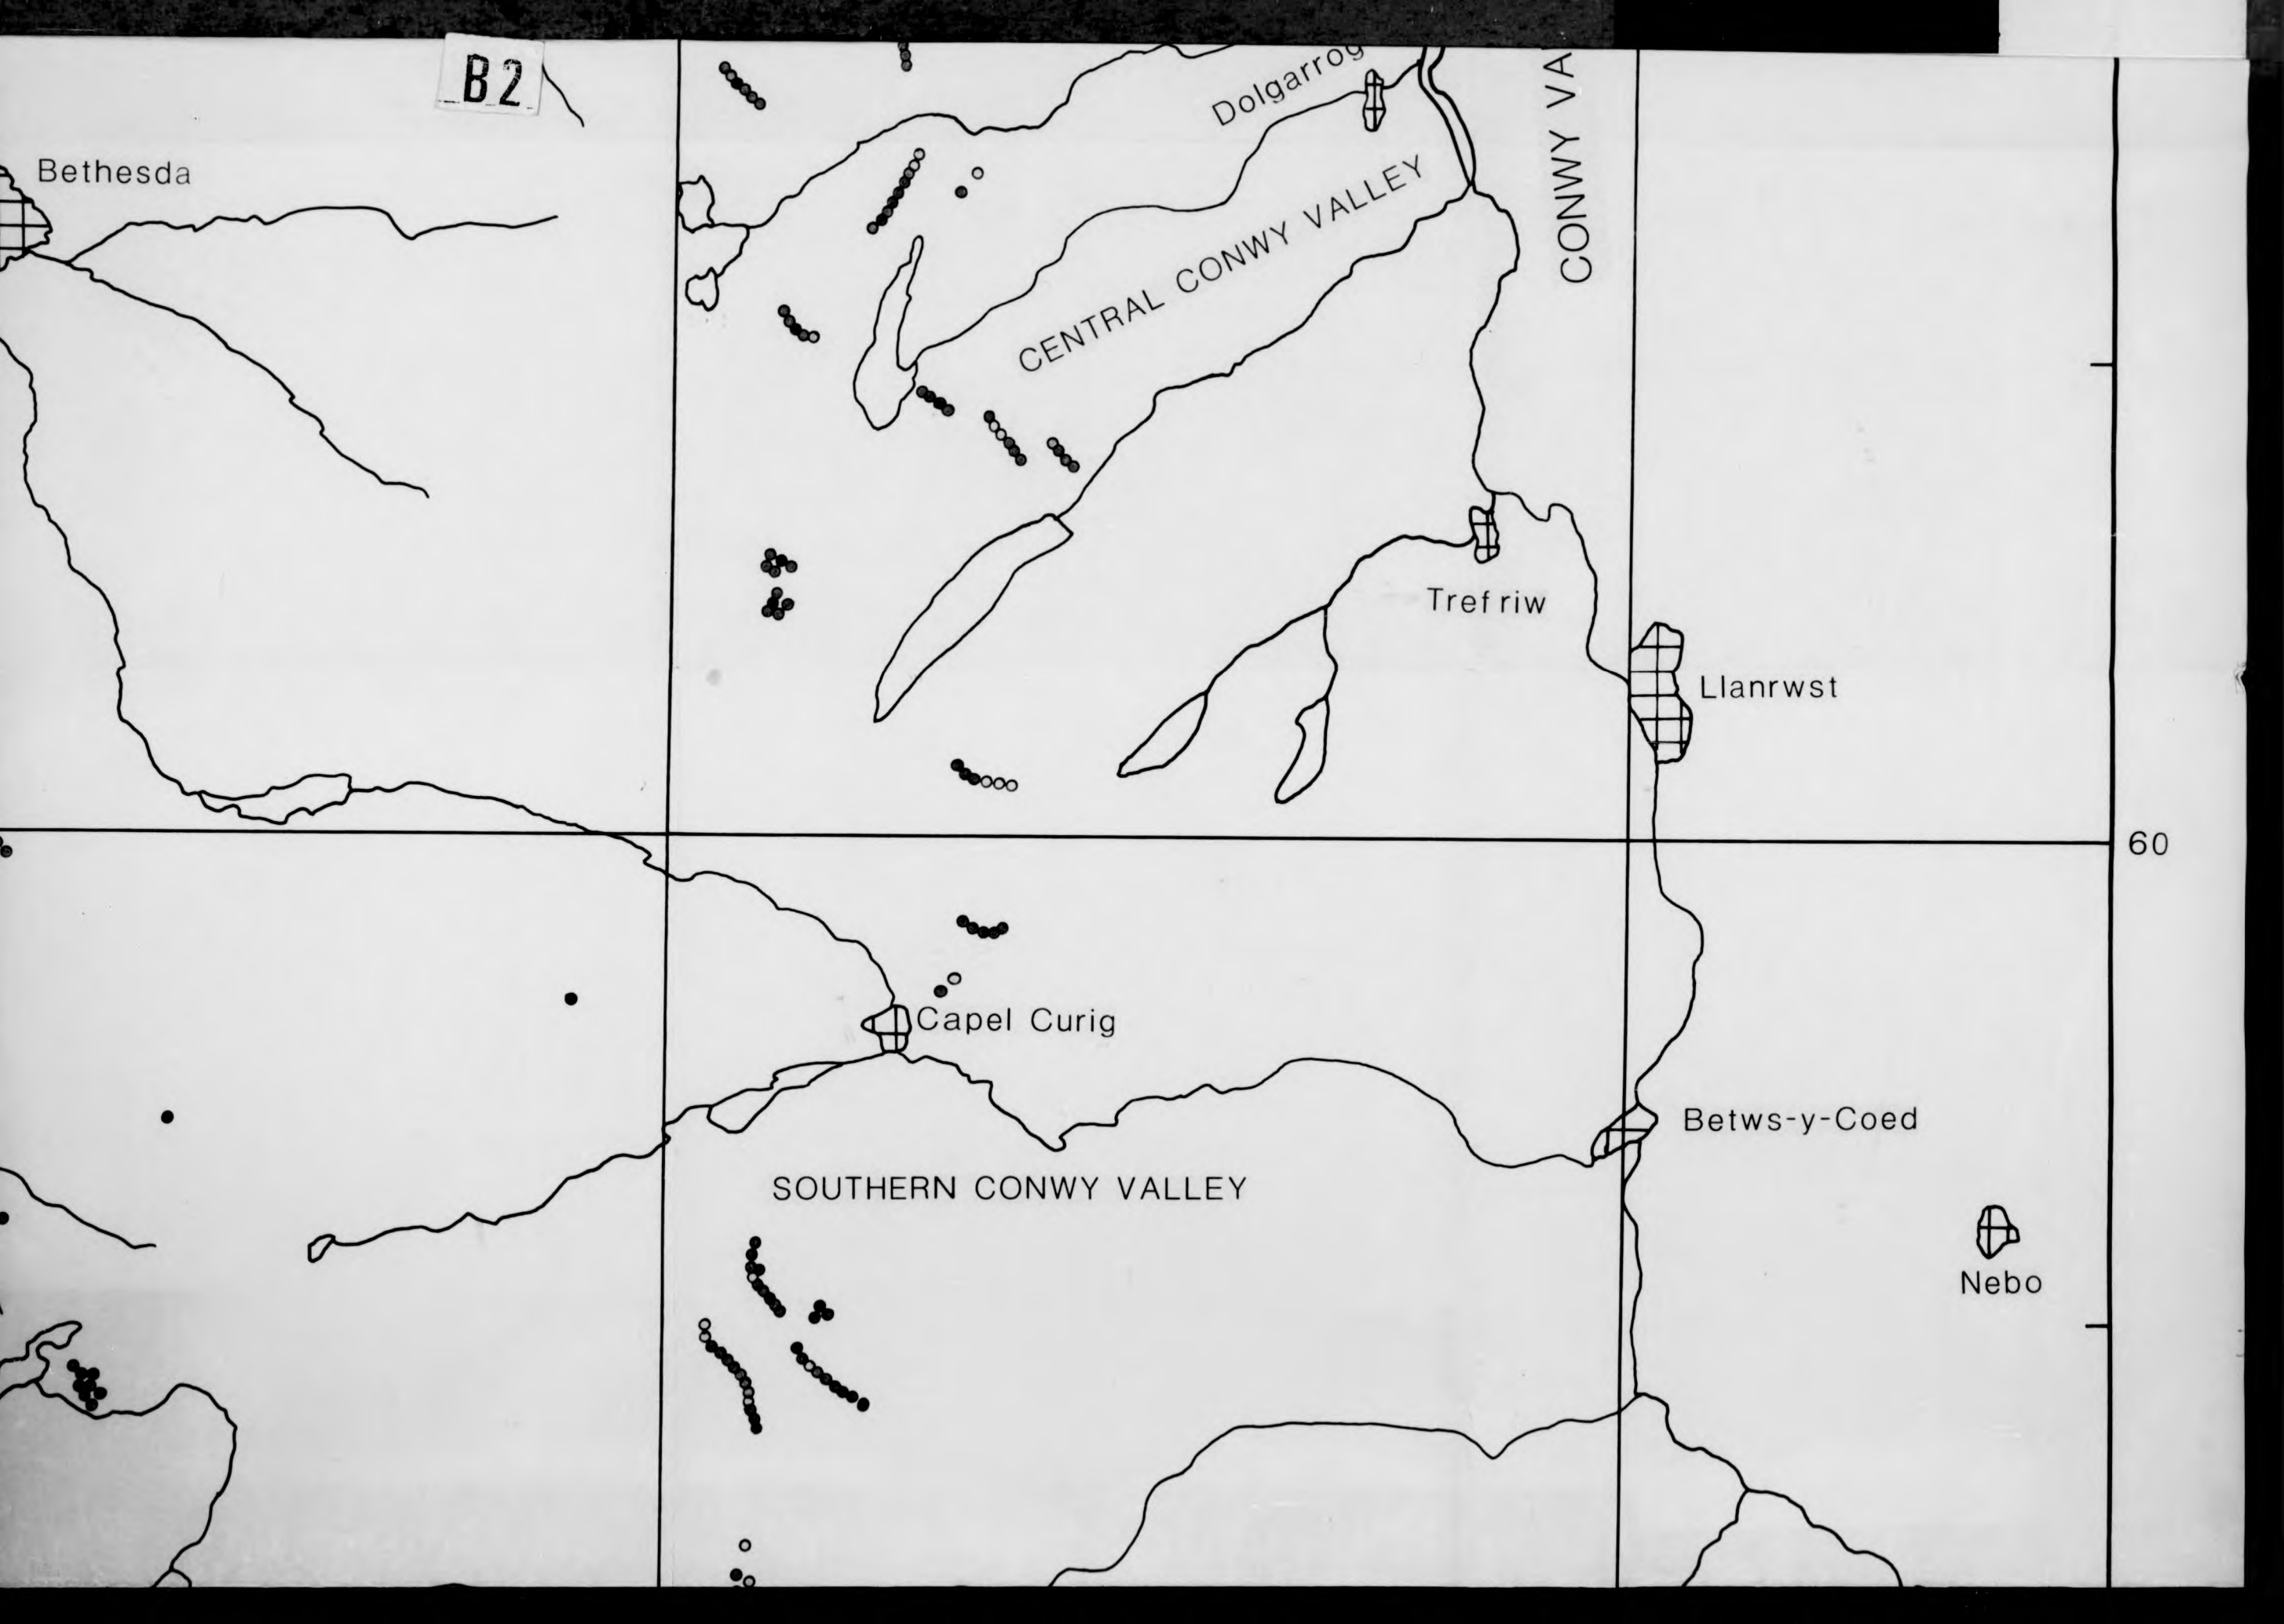 B2
Dolgarrog
CONWY VA
Bethesda
CENTRAL CONWY VALLEY
Trefriw
Llanrwst
60
Capel Curig
Betws-y-Coed
SOUTHERN CONWY VALLEY
Nebo